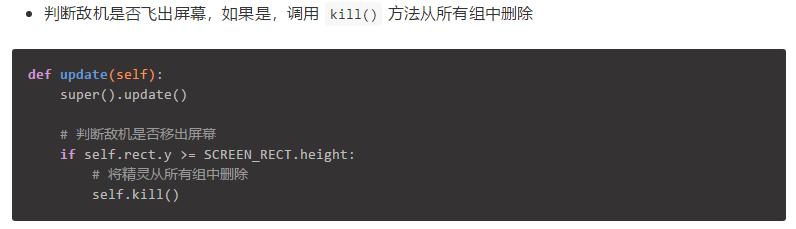 • 判断敌机是否飞出屏幕，如果是，调用 kill() 方法从所有组中删除
def update(self):
    super().update()
    # 判断敌机是否移出屏幕
    if self.rect.y >= SCREEN_RECT.height:
        # 将精灵从所有组中删除
        self.kill()